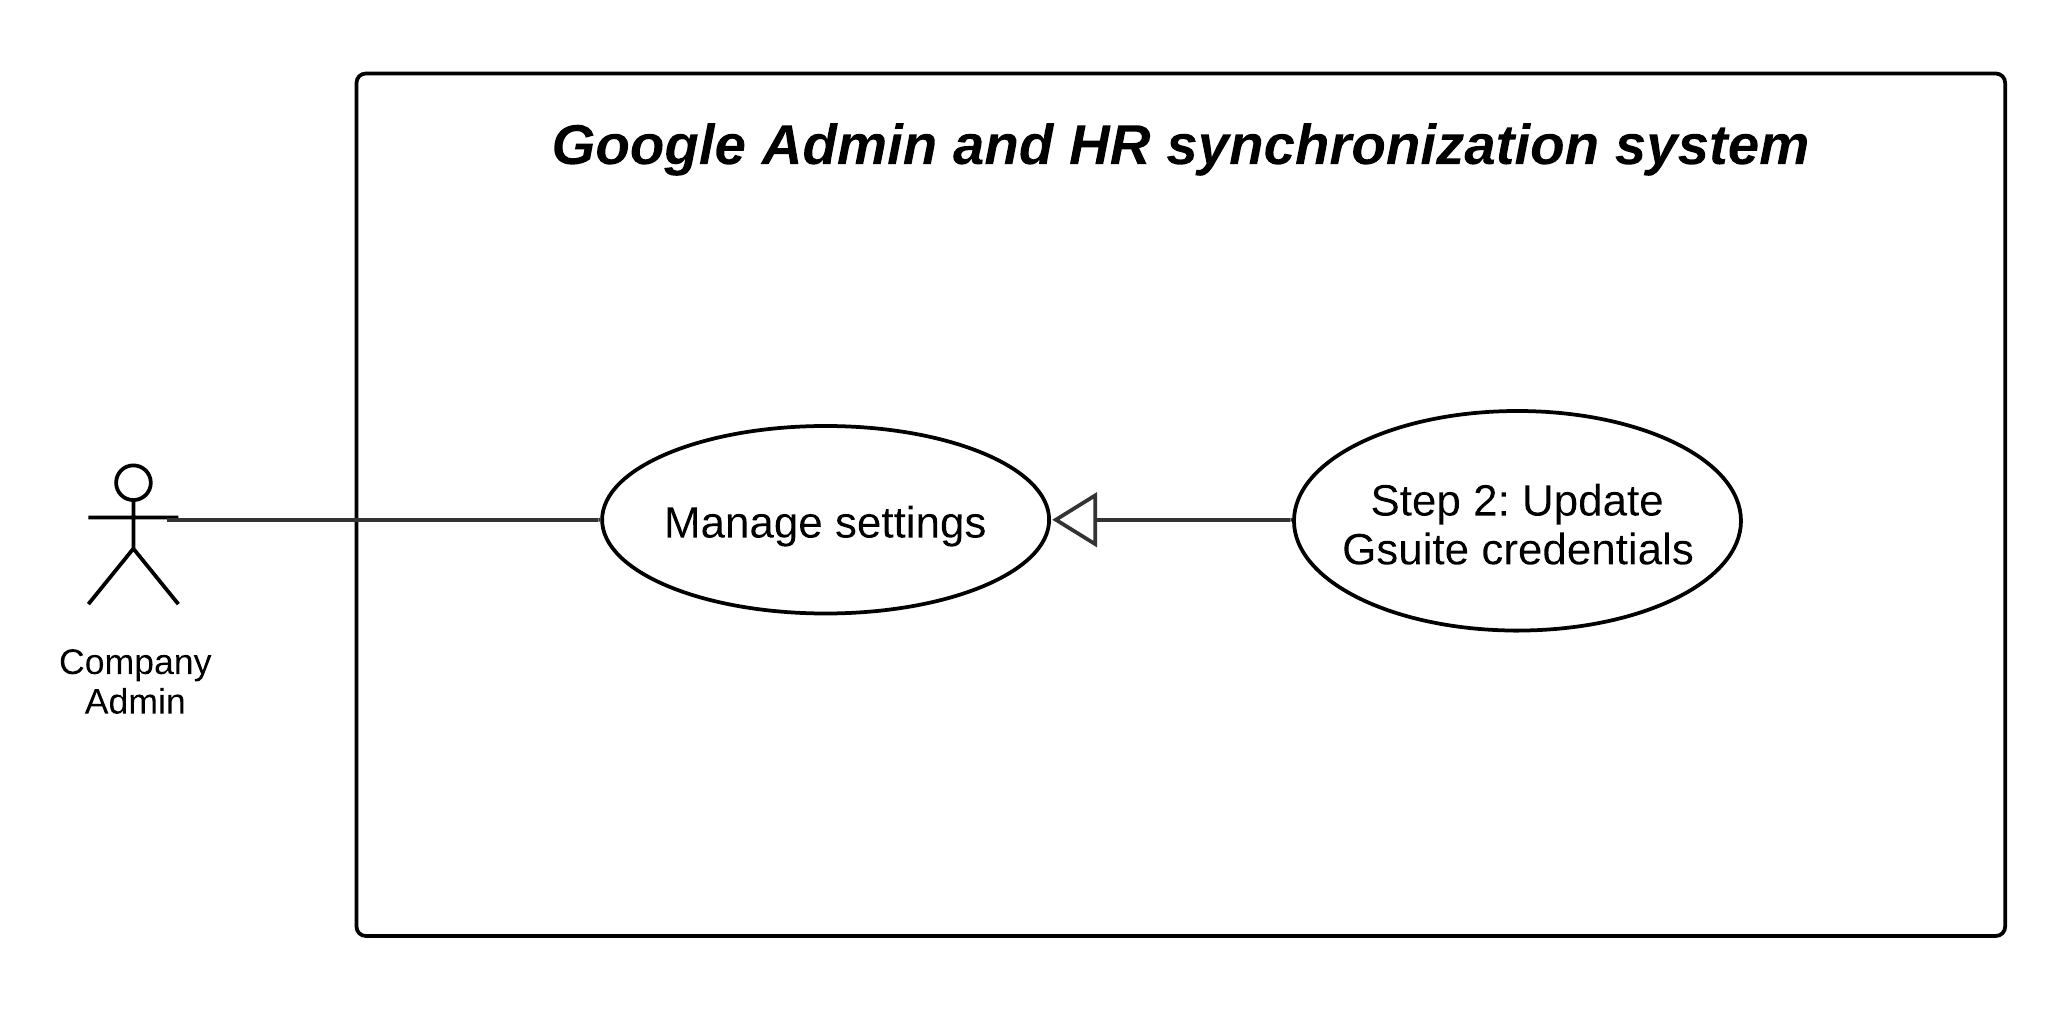 Google Admin and HR synchronization system
Manage settings
Step 2: Update
Gsuite credentials
Company
Admin